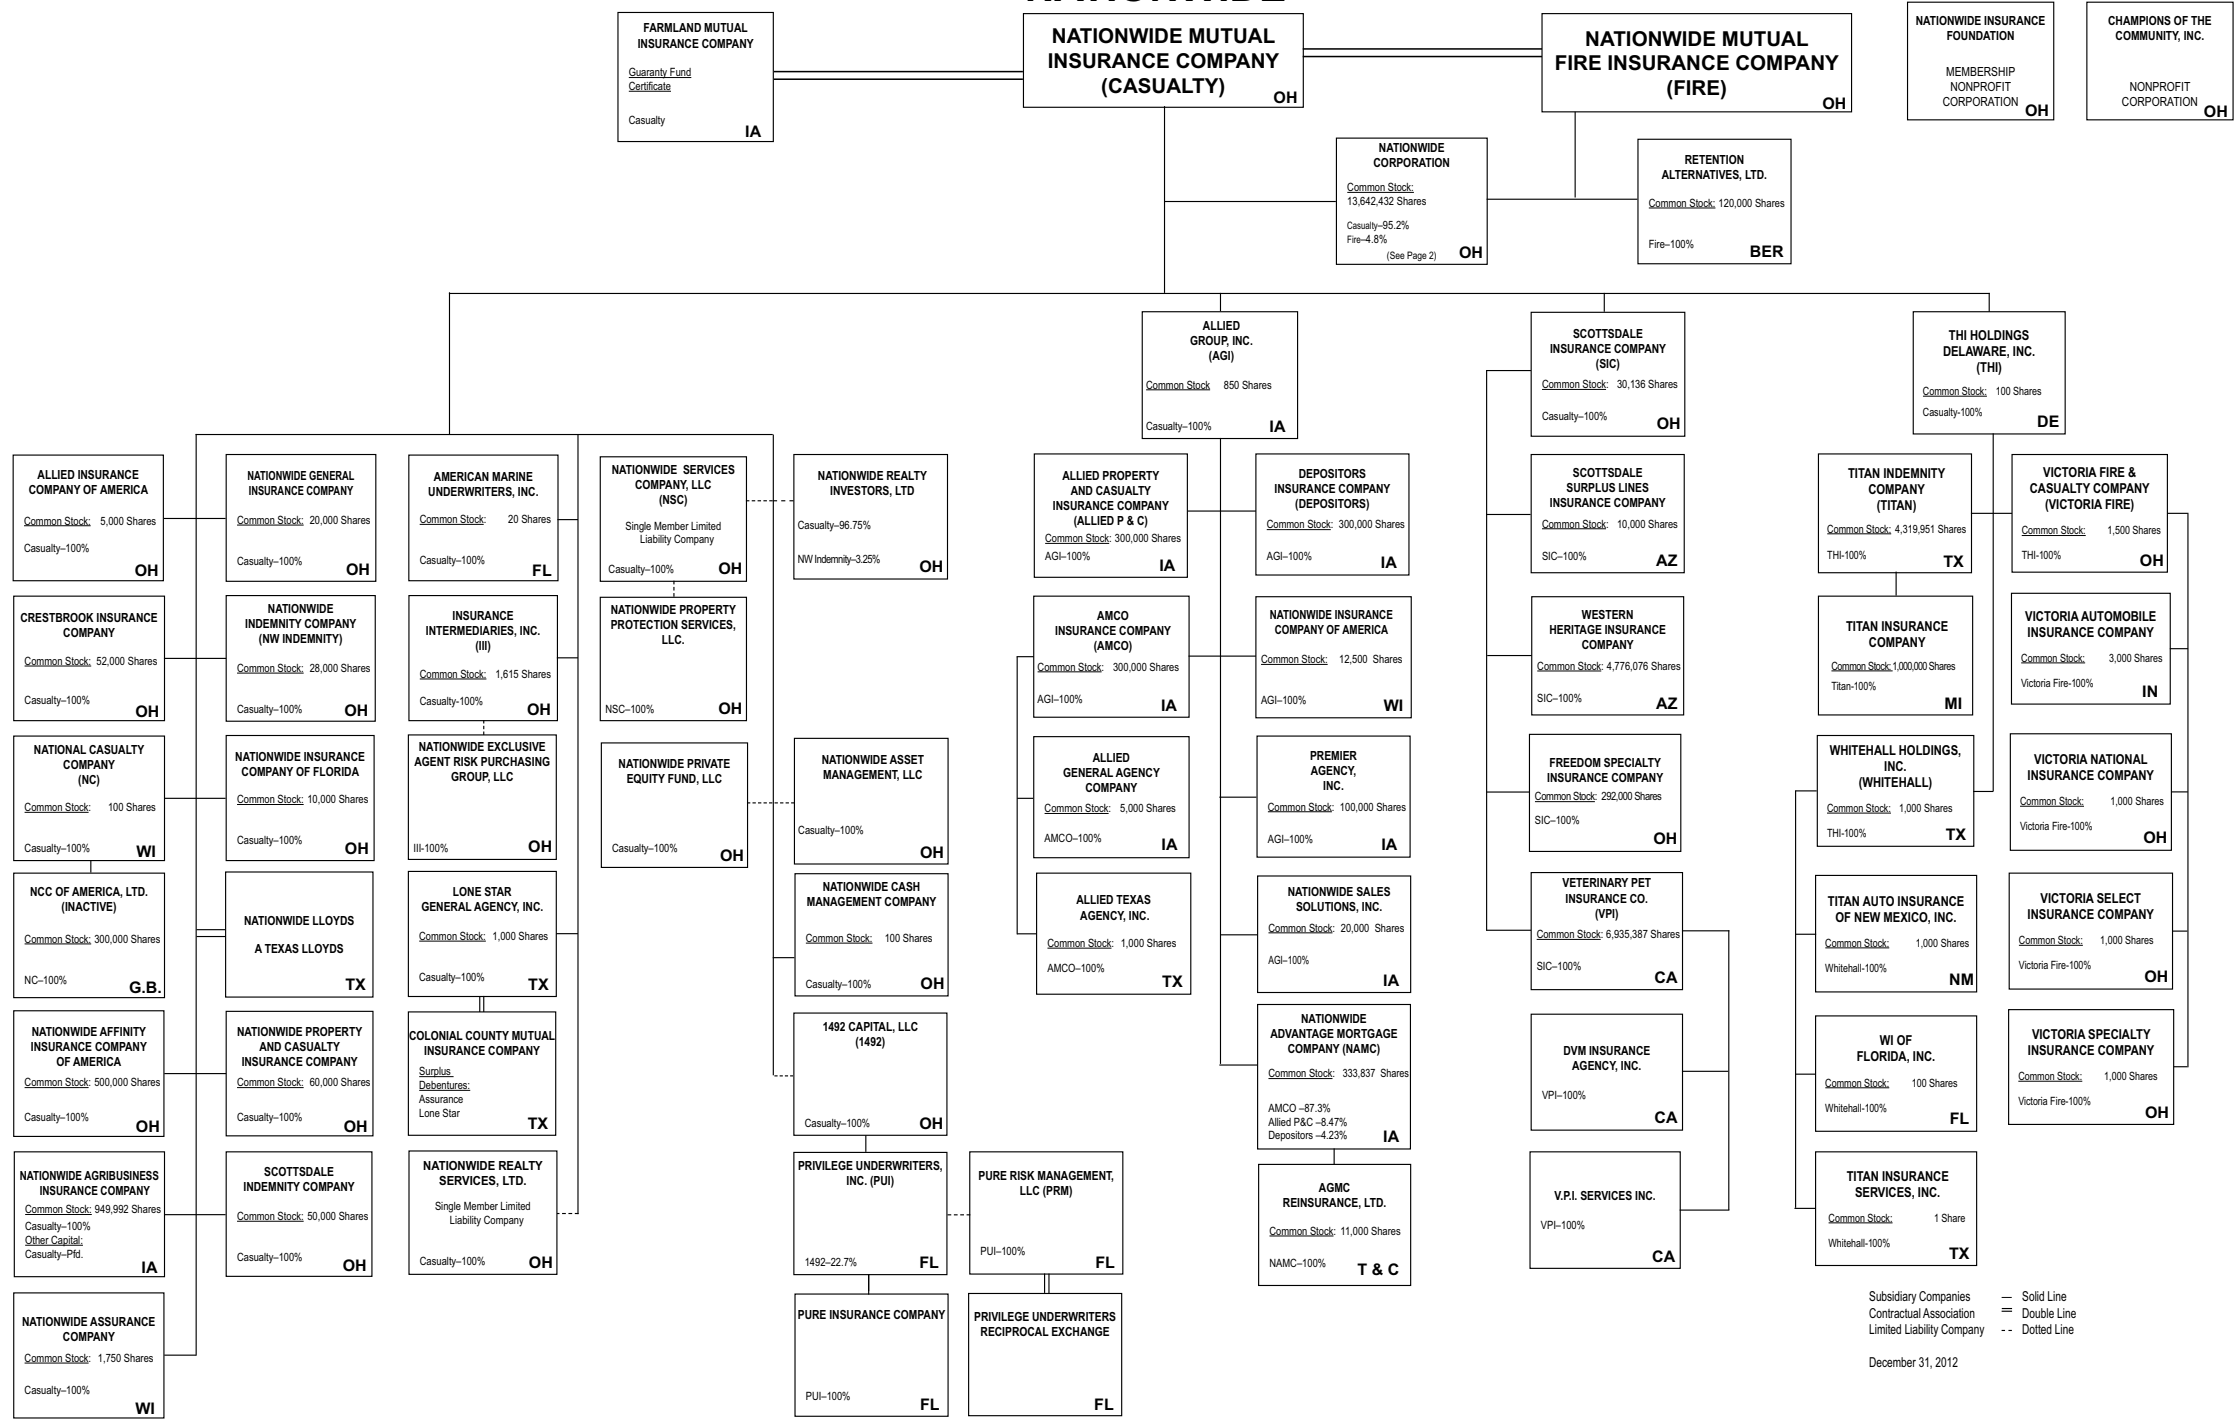 FARMLAND MUTUAL
INSURANCE COMPANY
Guaranty Fund
Certificate
Casualty
IA
NATIONWIDE MUTUAL
INSURANCE COMPANY
(CASUALTY)
OH
NATIONWIDE MUTUAL
FIRE INSURANCE COMPANY
(FIRE)
OH
NATIONWIDE INSURANCE
FOUNDATION
MEMBERSHIP
NONPROFIT
CORPORATION
OH
CHAMPIONS OF THE
COMMUNITY, INC.
NONPROFIT
CORPORATION
OH
NATIONWIDE
CORPORATION
Common Stock:
13,642,432 Shares
Casualty–95.2%
Fire–4.8%
(See Page 2)
OH
RETENTION
ALTERNATIVES, LTD.
Common Stock: 120,000 Shares
Fire–100%
BER
ALLIED
GROUP, INC.
(AGI)
Common Stock 850 Shares
Casualty–100%
IA
SCOTTSDALE
INSURANCE COMPANY
(SIC)
Common Stock: 30,136 Shares
Casualty–100%
OH
THI HOLDINGS
DELAWARE, INC.
(THI)
Common Stock: 100 Shares
Casualty-100%
DE
ALLIED INSURANCE
COMPANY OF AMERICA
Common Stock: 5,000 Shares
Casualty–100%
OH
NATIONWIDE GENERAL
INSURANCE COMPANY
Common Stock: 20,000 Shares
Casualty–100%
OH
AMERICAN MARINE
UNDERWRITERS, INC.
Common Stock: 20 Shares
Casualty–100%
FL
NATIONWIDE SERVICES
COMPANY, LLC
(NSC)
Single Member Limited
Liability Company
Casualty–100%
OH
NATIONWIDE REALTY
INVESTORS, LTD
Casualty–96.75%
NW Indemnity–3.25%
OH
ALLIED PROPERTY
AND CASUALTY
INSURANCE COMPANY
(ALLIED P & C)
Common Stock: 300,000 Shares
AGI–100%
IA
DEPOSITORS
INSURANCE COMPANY
(DEPOSITORS)
Common Stock: 300,000 Shares
AGI–100%
IA
SCOTTSDALE
SURPLUS LINES
INSURANCE COMPANY
Common Stock: 10,000 Shares
SIC–100%
AZ
TITAN INDEMNITY
COMPANY
(TITAN)
Common Stock: 4,319,951 Shares
THI-100%
TX
VICTORIA FIRE &
CASUALTY COMPANY
(VICTORIA FIRE)
Common Stock: 1,500 Shares
THI-100%
OH
CRESTBROOK INSURANCE
COMPANY
Common Stock: 52,000 Shares
Casualty–100%
OH
NATIONWIDE
INDEMNITY COMPANY
(NW INDEMNITY)
Common Stock: 28,000 Shares
Casualty–100%
OH
INSURANCE
INTERMEDIARIES, INC.
(III)
Common Stock: 1,615 Shares
Casualty-100%
OH
NATIONWIDE PROPERTY
PROTECTION SERVICES,
LLC.
NSC–100%
OH
AMCO
INSURANCE COMPANY
(AMCO)
Common Stock: 300,000 Shares
AGI–100%
IA
NATIONWIDE INSURANCE
COMPANY OF AMERICA
Common Stock: 12,500 Shares
AGI–100%
WI
WESTERN
HERITAGE INSURANCE
COMPANY
Common Stock: 4,776,076 Shares
SIC–100%
AZ
TITAN INSURANCE
COMPANY
Common Stock: 1,000,000 Shares
Titan-100%
MI
VICTORIA AUTOMOBILE
INSURANCE COMPANY
Common Stock: 3,000 Shares
Victoria Fire-100%
IN
NATIONAL CASUALTY
COMPANY
(NC)
Common Stock: 100 Shares
Casualty–100%
WI
NATIONWIDE INSURANCE
COMPANY OF FLORIDA
Common Stock: 10,000 Shares
Casualty–100%
OH
NATIONWIDE EXCLUSIVE
AGENT RISK PURCHASING
GROUP, LLC
III-100%
OH
NATIONWIDE PRIVATE
EQUITY FUND, LLC
Casualty–100%
OH
NATIONWIDE ASSET
MANAGEMENT, LLC
Casualty–100%
OH
ALLIED
GENERAL AGENCY
COMPANY
Common Stock: 5,000 Shares
AMCO–100%
IA
PREMIER
AGENCY,
INC.
Common Stock: 100,000 Shares
AGI–100%
IA
FREEDOM SPECIALTY
INSURANCE COMPANY
Common Stock: 292,000 Shares
SIC–100%
OH
WHITEHALL HOLDINGS,
INC.
(WHITEHALL)
Common Stock: 1,000 Shares
THI-100%
TX
VICTORIA NATIONAL
INSURANCE COMPANY
Common Stock: 1,000 Shares
Victoria Fire-100%
OH
NCC OF AMERICA, LTD.
(INACTIVE)
Common Stock: 300,000 Shares
NC–100%
G.B.
NATIONWIDE LLOYDS
A TEXAS LLOYDS
TX
LONE STAR
GENERAL AGENCY, INC.
Common Stock: 1,000 Shares
Casualty–100%
TX
NATIONWIDE CASH
MANAGEMENT COMPANY
Common Stock: 100 Shares
Casualty–100%
OH
ALLIED TEXAS
AGENCY, INC.
Common Stock: 1,000 Shares
AMCO–100%
TX
NATIONWIDE SALES
SOLUTIONS, INC.
Common Stock: 20,000 Shares
AGI–100%
IA
VETERINARY PET
INSURANCE CO.
(VPI)
Common Stock: 6,935,387 Shares
SIC–100%
CA
TITAN AUTO INSURANCE
OF NEW MEXICO, INC.
Common Stock: 1,000 Shares
Whitehall-100%
NM
VICTORIA SELECT
INSURANCE COMPANY
Common Stock: 1,000 Shares
Victoria Fire-100%
OH
NATIONWIDE AFFINITY
INSURANCE COMPANY
OF AMERICA
Common Stock: 500,000 Shares
Casualty–100%
OH
NATIONWIDE PROPERTY
AND CASUALTY
INSURANCE COMPANY
Common Stock: 60,000 Shares
Casualty–100%
OH
COLONIAL COUNTY MUTUAL
INSURANCE COMPANY
Surplus
Debentures:
Assurance
Lone Star
TX
1492 CAPITAL, LLC
(1492)
Casualty–100%
OH
NATIONWIDE
ADVANTAGE MORTGAGE
COMPANY (NAMC)
Common Stock: 333,837 Shares
AMCO –87.3%
Allied P&C –8.47%
Depositors –4.23%
IA
DVM INSURANCE
AGENCY, INC.
VPI–100%
CA
WI OF
FLORIDA, INC.
Common Stock: 100 Shares
Whitehall-100%
FL
VICTORIA SPECIALTY
INSURANCE COMPANY
Common Stock: 1,000 Shares
Victoria Fire-100%
OH
NATIONWIDE AGRIBUSINESS
INSURANCE COMPANY
Common Stock: 949,992 Shares
Casualty–100%
Other Capital:
Casualty–Pfd.
IA
SCOTTSDALE
INDEMNITY COMPANY
Common Stock: 50,000 Shares
Casualty–100%
OH
NATIONWIDE REALTY
SERVICES, LTD.
Single Member Limited
Liability Company
Casualty–100%
OH
PRIVILEGE UNDERWRITERS,
INC. (PUI)
1492–22.7%
FL
PURE RISK MANAGEMENT,
LLC (PRM)
PUI–100%
FL
AGMC
REINSURANCE, LTD.
Common Stock: 11,000 Shares
NAMC–100%
T & C
V.P.I. SERVICES INC.
VPI–100%
CA
TITAN INSURANCE
SERVICES, INC.
Common Stock: 1 Share
Whitehall-100%
TX
NATIONWIDE ASSURANCE
COMPANY
Common Stock: 1,750 Shares
Casualty–100%
WI
PURE INSURANCE COMPANY
PUI–100%
FL
PRIVILEGE UNDERWRITERS
RECIPROCAL EXCHANGE
FL
Subsidiary Companies — Solid Line
Contractual Association = Double Line
Limited Liability Company -- Dotted Line
December 31, 2012